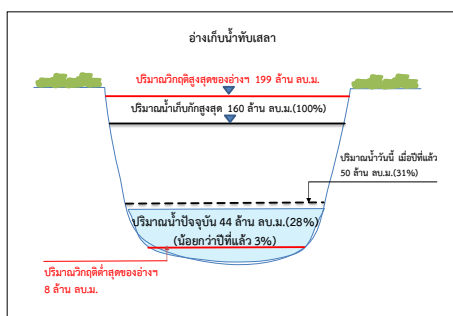 อ่างเก็บน้ำทับเสลา
ปริมาณวิกฤติสูงสุดของอ่างฯ 199 ล้าน ลบ.ม.
ปริมาณน้ำเก็บกักสูงสุด 160 ล้าน ลบ.ม.(100%)
ปริมาณน้ำวันนี้ เมื่อปีที่แล้ว
50 ล้าน ลบ.ม.(31%)
ปริมาณน้ำปัจจุบัน 44 ล้าน ลบ.ม.(28%)
(น้อยกว่าปีที่แล้ว 3%)
ปริมาณวิกฤติต่ำสุดของอ่างฯ
8 ล้าน ลบ.ม.